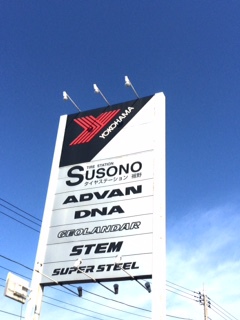 YOKOHAMA
TIRE STATION
SUSONO
タイヤステーション 裾野
ADVAN
DNA
GEOLANDAR
STEM
SUPER STEEL